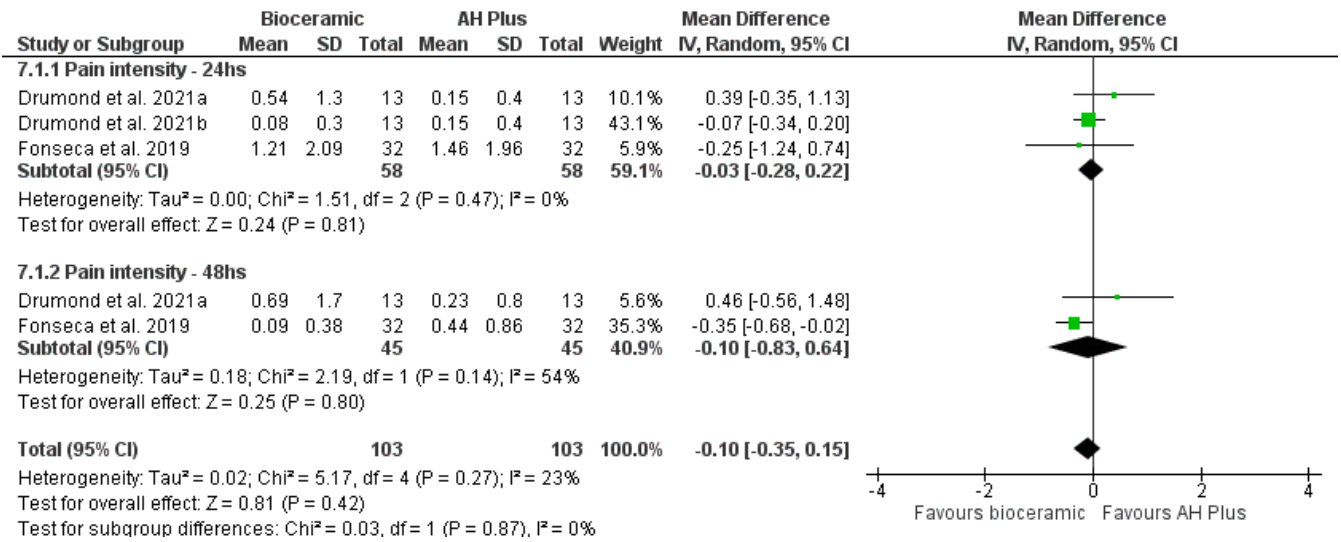 Bioceramic AH Plus Mean Difference Mean Difference
Study or Subgroup Mean SD Total Mean SD Total Weight IV, Random, 95% CI IV, Random, 95% CI
7.1.1 Pain intensity - 24hs
Drumond et al. 2021a 0.54 1.3 13 0.15 0.4 13 10.1% 0.39 [-0.35, 1.13]
Drumond et al. 2021b 0.08 0.3 13 0.15 0.4 13 43.1% -0.07 [-0.34, 0.20]
Fonseca et al. 2019 1.21 2.09 32 1.46 1.96 32 5.9% -0.25 [-1.24, 0.74]
Subtotal (95% CI) 58 58 59.1% -0.03 [-0.28, 0.22]
Heterogeneity: Tau² = 0.00; Chi² = 1.51, df = 2 (P = 0.47); I² = 0%
Test for overall effect: Z = 0.24 (P = 0.81)
7.1.2 Pain intensity - 48hs
Drumond et al. 2021a 0.69 1.7 13 0.23 0.8 13 5.6% 0.46 [-0.56, 1.48]
Fonseca et al. 2019 0.09 0.38 32 0.44 0.86 32 35.3% -0.35 [-0.68, -0.02]
Subtotal (95% CI) 45 45 40.9% -0.10 [-0.83, 0.64]
Heterogeneity: Tau² = 0.18; Chi² = 2.19, df = 1 (P = 0.14); I² = 54%
Test for overall effect: Z = 0.25 (P = 0.80)
Total (95% CI) 103 103 100.0% -0.10 [-0.35, 0.15]
Heterogeneity: Tau² = 0.02; Chi² = 5.17, df = 4 (P = 0.27); I² = 23%
Test for overall effect: Z = 0.81 (P = 0.42)
Test for subgroup differences: Chi² = 0.03, df = 1 (P = 0.87), I² = 0%
-4 -2 0 2 4
Favours bioceramic Favours AH Plus